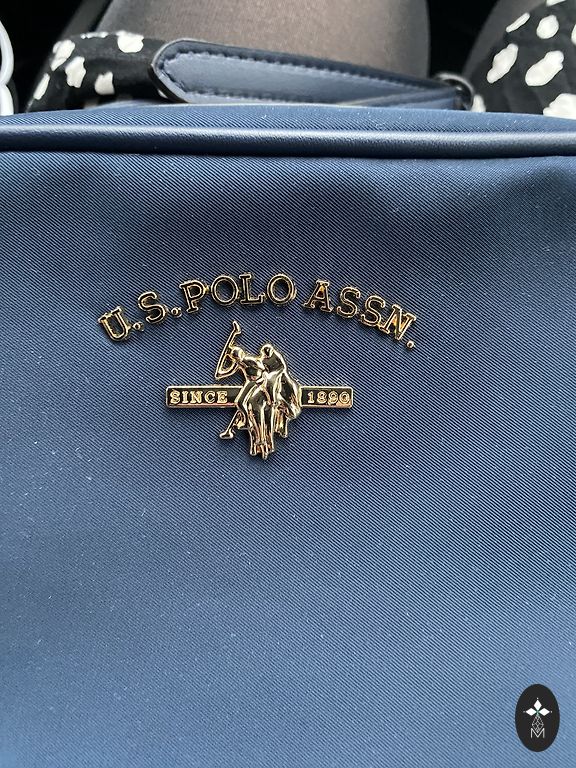 U.S. POLO ASSN.
SINCE 1890
M